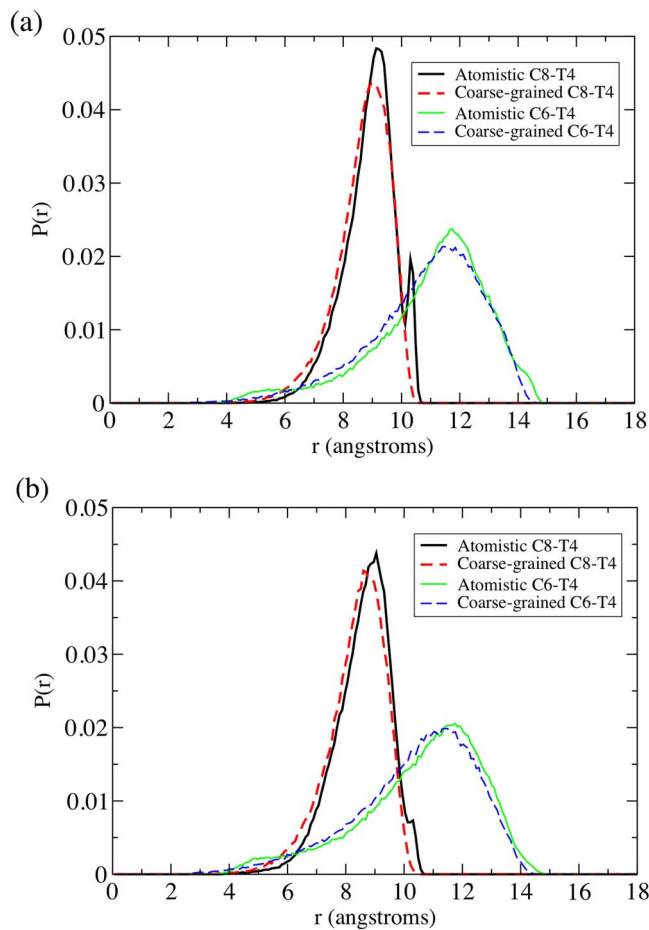 (a)
0.05
0.04
0.03
0.02
0.01
0
P(r)
Atomistic C8-T4
Coarse-grained C8-T4
Atomistic C6-T4
Coarse-grained C6-T4
0 2 4 6 8 10 12 14 16 18
r (angstroms)
(b)
0.05
0.04
0.03
0.02
0.01
0
P(r)
Atomistic C8-T4
Coarse-grained C8-T4
Atomistic C6-T4
Coarse-grained C6-T4
0 2 4 6 8 10 12 14 16 18
r (angstroms)